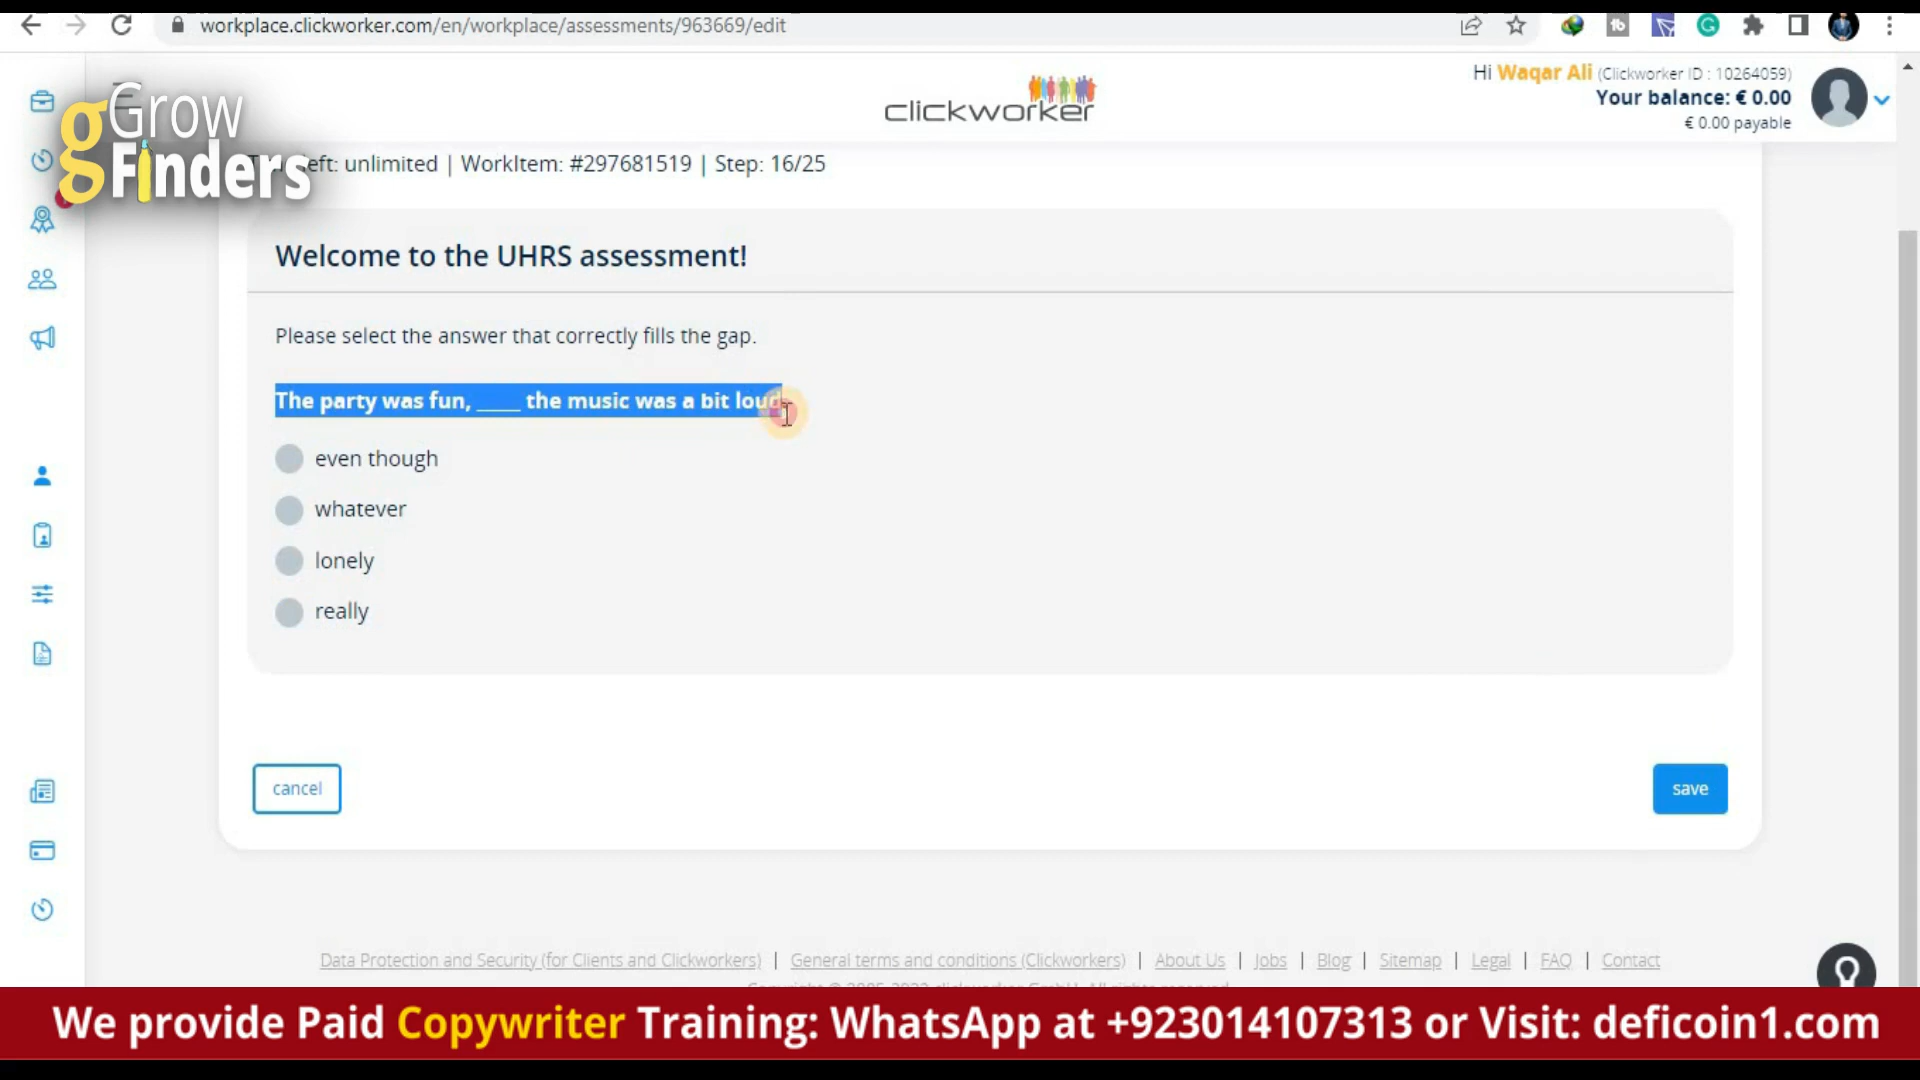 workplace.clickworker.com/en/workplace/assessments/963669/edit
Grow
Finders
clickworker
Hi Waqar Ali (Clickworker ID : 10264059)
Your balance: € 0.00
€ 0.00 payable
eft: unlimited | WorkItem: #297681519 | Step: 16/25
Welcome to the UHRS assessment!
Please select the answer that correctly fills the gap.
The party was fun, _____ the music was a bit loud
even though
whatever
lonely
really
cancel
save
Data Protection and Security (for Clients and Clickworkers) | General terms and conditions (Clickworkers) | About Us | Jobs | Blog | Sitemap | Legal | FAQ | Contact
We provide Paid Copywriter Training: WhatsApp at +923014107313 or Visit: deficoin1.com